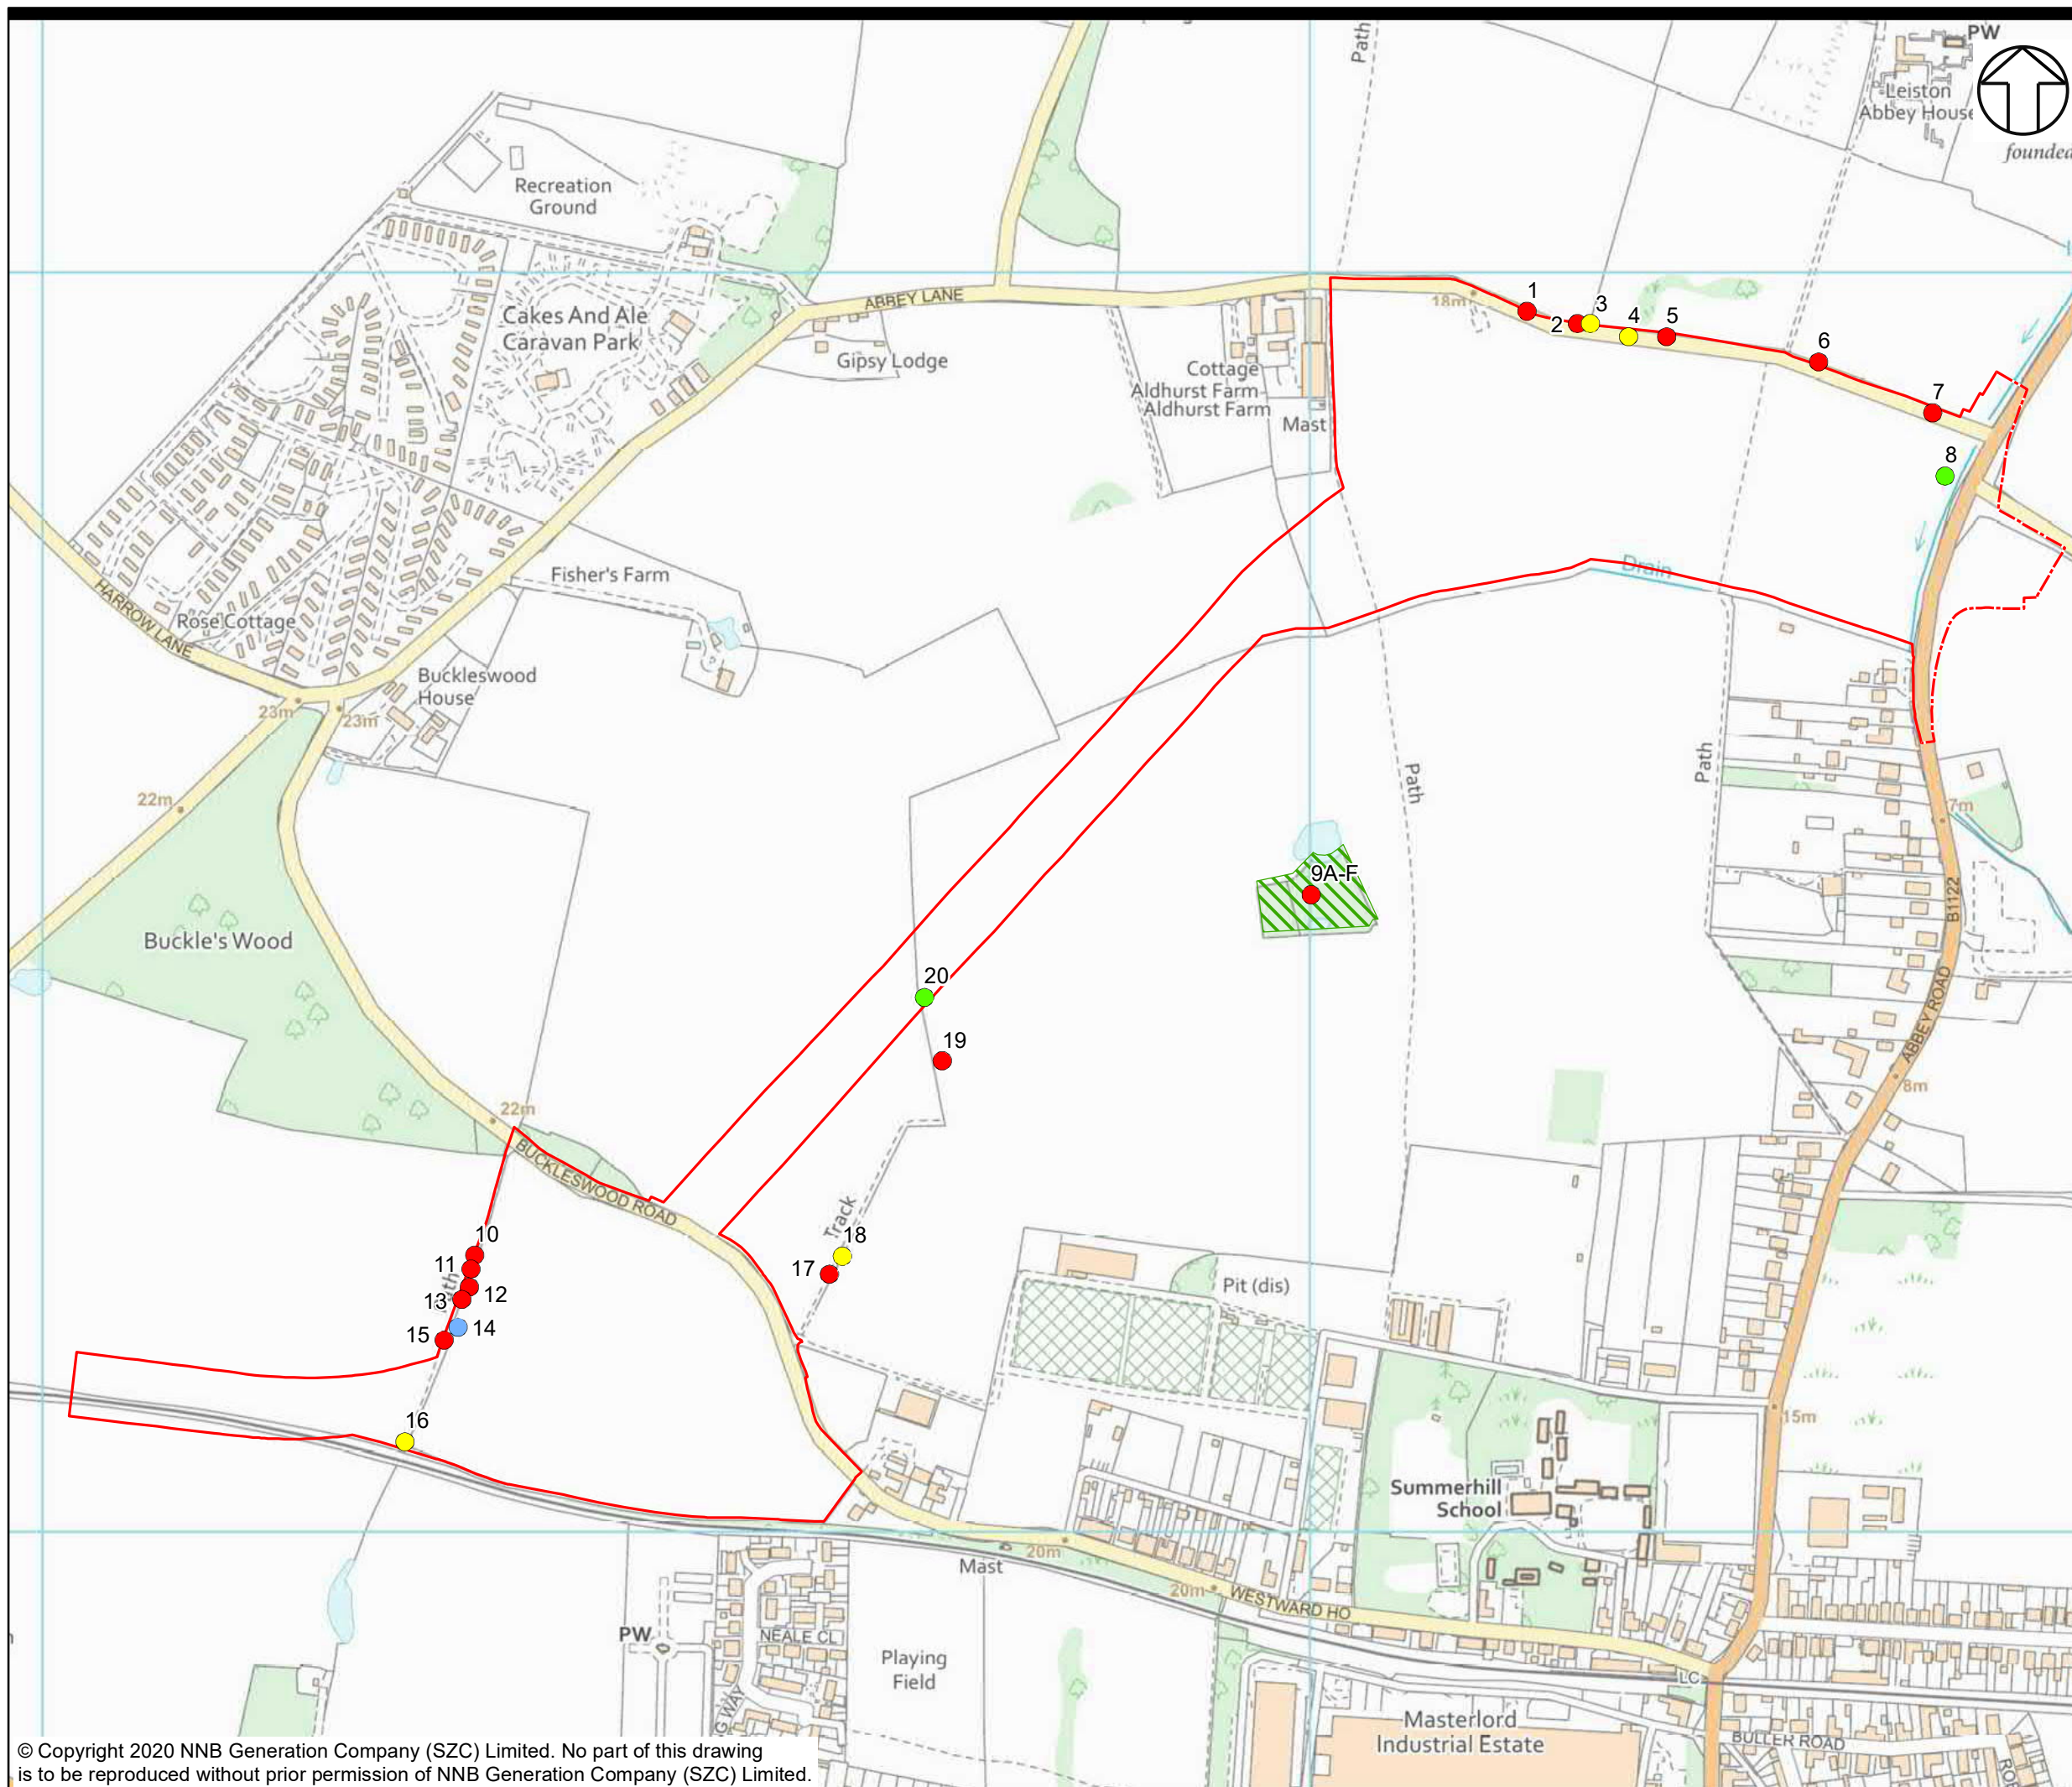 Path
PW
Leiston
Abbey House
founded
Recreation
Ground
ABBEY LANE
Cakes And Ale
Caravan Park
Gipsy Lodge
Cottage
Aldhurst Farm
Aldhurst Farm
Mast
18m
1
2
3
4
5
6
7
8
Drain
HARROW LANE
Rose Cottage
Fisher's Farm
Buckleswood
House
23m
23m
22m
Path
Path
7m
B1122
9A-F
Buckle's Wood
20
19
ABBEY ROAD
8m
22m
BUCKLESWOOD ROAD
Track
18
17
10
11
12
13
14
15
16
Pit (dis)
15m
Summerhill
School
20m
Mast
20m
WESTWARD HO
PW
NEALE CL
Playing
Field
G WAY
LC
Masterlord
Industrial Estate
BULLER ROAD
RO
© Copyright 2020 NNB Generation Company (SZC) Limited. No part of this drawing
is to be reproduced without prior permission of NNB Generation Company (SZC) Limited.